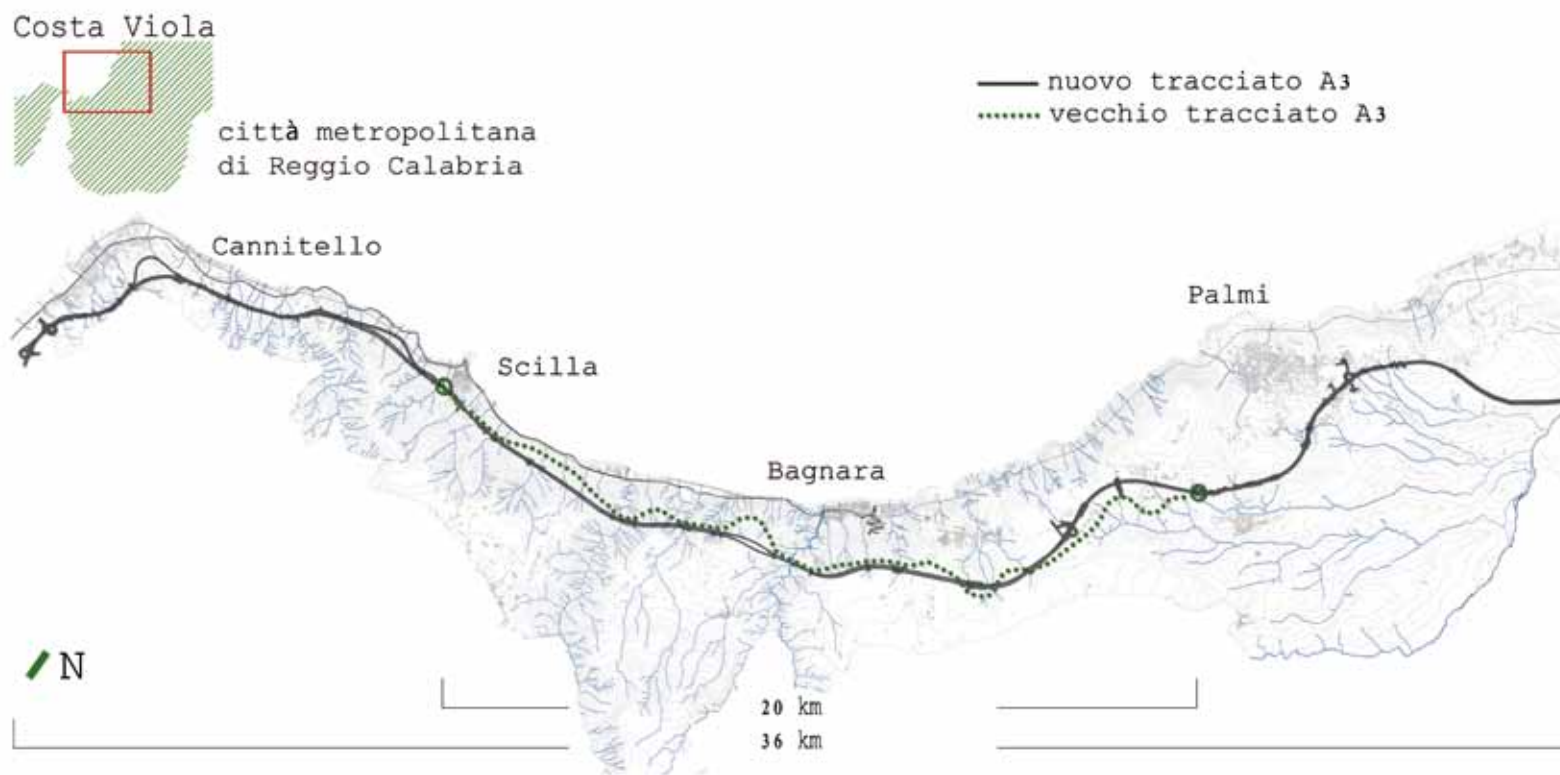 Costa Viola
nuovo tracciato A3
vecchio tracciato A3
città metropolitana
di Reggio Calabria
Cannitello
Palmi
Scilla
Bagnara
N
20 km
36 km